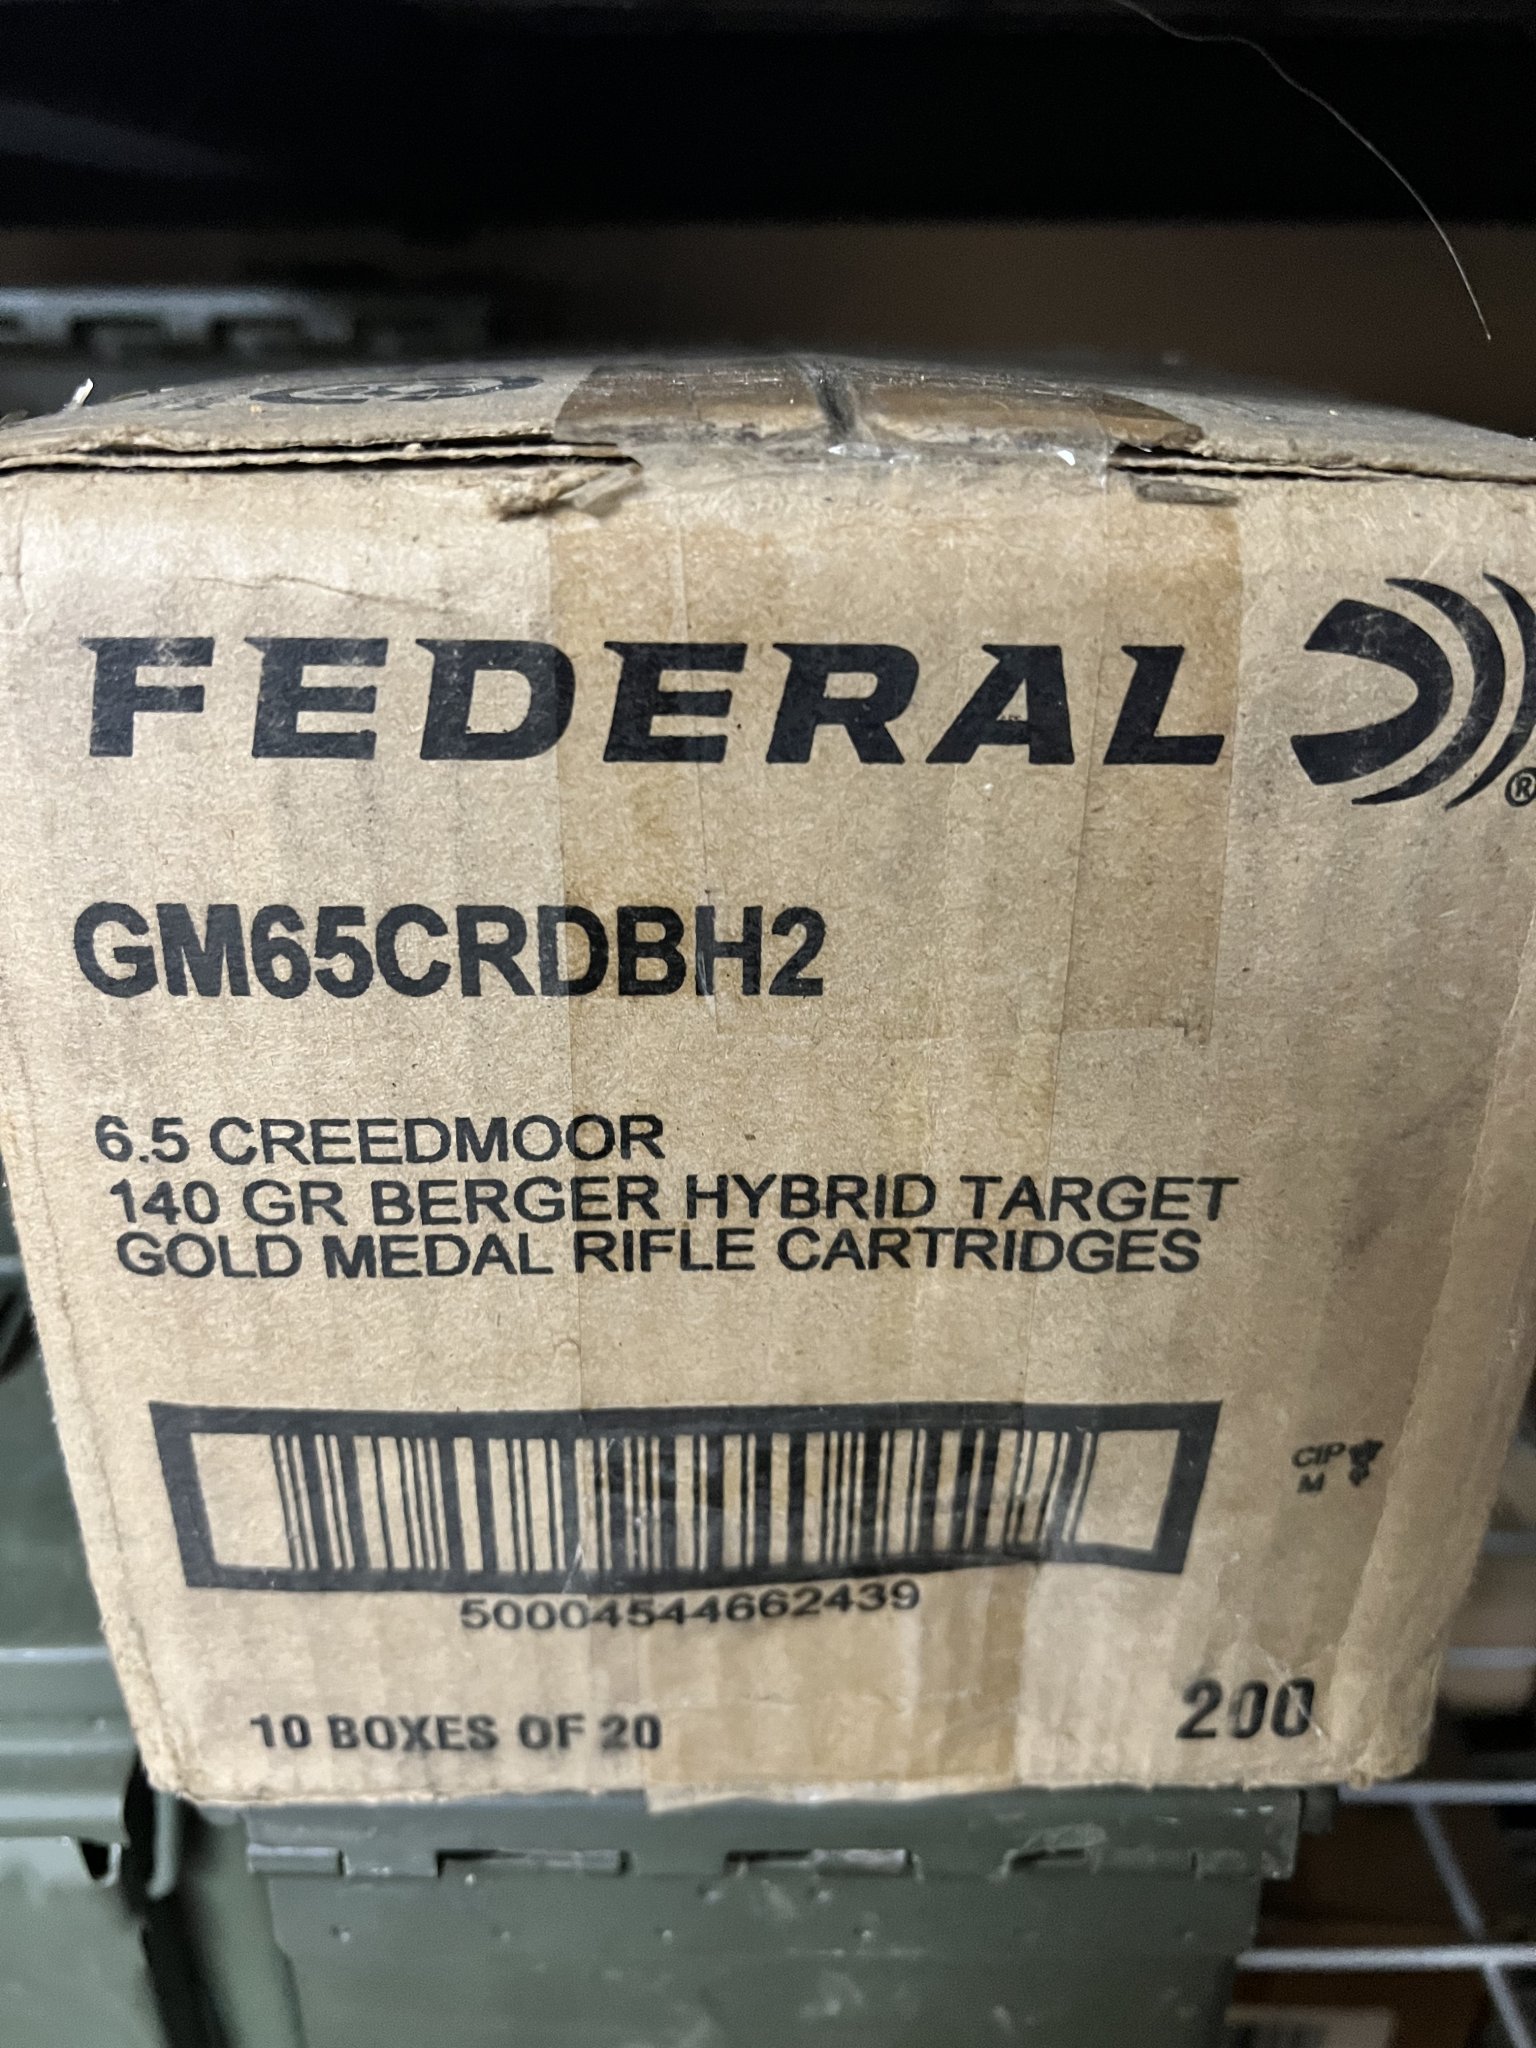 FEDERAL ®
GM65CRDBH2
6.5 CREEDMOOR
140 GR BERGER HYBRID TARGET
GOLD MEDAL RIFLE CARTRIDGES
CIP
M
50004544662439
10 BOXES OF 20
200